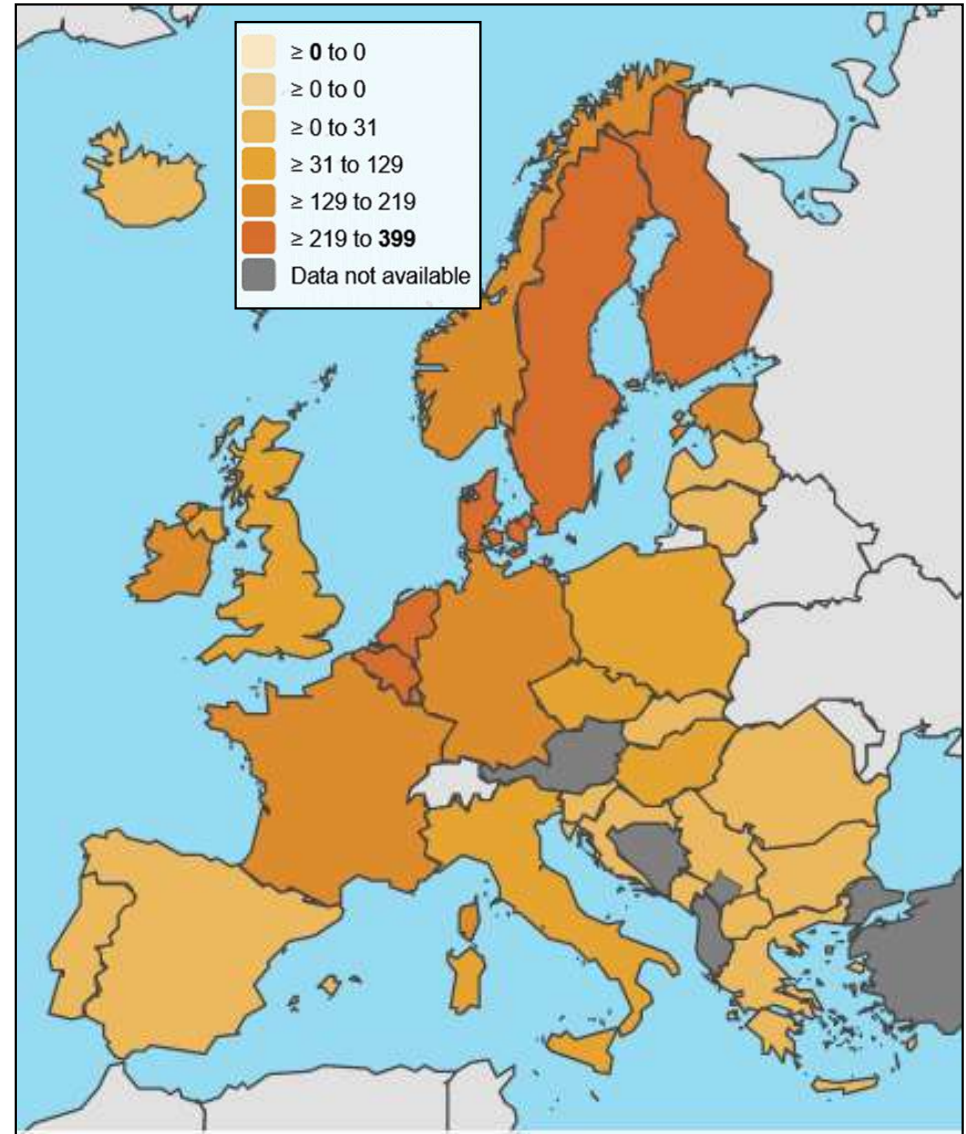 ≥ 0 to 0
≥ 0 to 0
≥ 0 to 31
≥ 31 to 129
≥ 129 to 219
≥ 219 to 399
Data not available